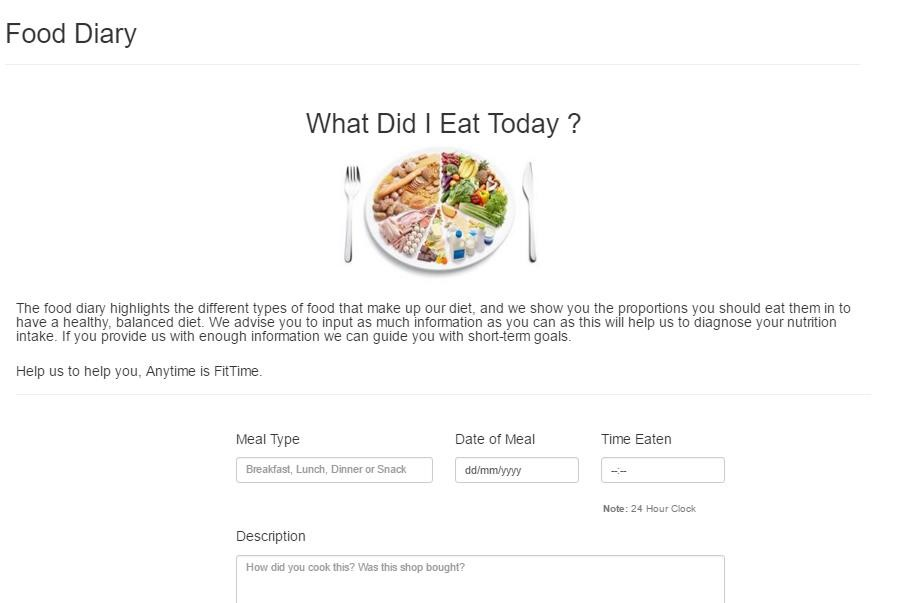 Food Diary
What Did I Eat Today ?
The food diary highlights the different types of food that make up our diet, and we show you the proportions you should eat them in to
have a healthy, balanced diet. We advise you to input as much information as you can as this will help us to diagnose your nutrition
intake. If you provide us with enough information we can guide you with short-term goals.
Help us to help you, Anytime is FitTime.
Meal Type Date of Meal Time Eaten
Breakfast, Lunch, Dinner or Snack dd/mm/yyyy --:--
Note: 24 Hour Clock
Description
How did you cook this? Was this shop bought?